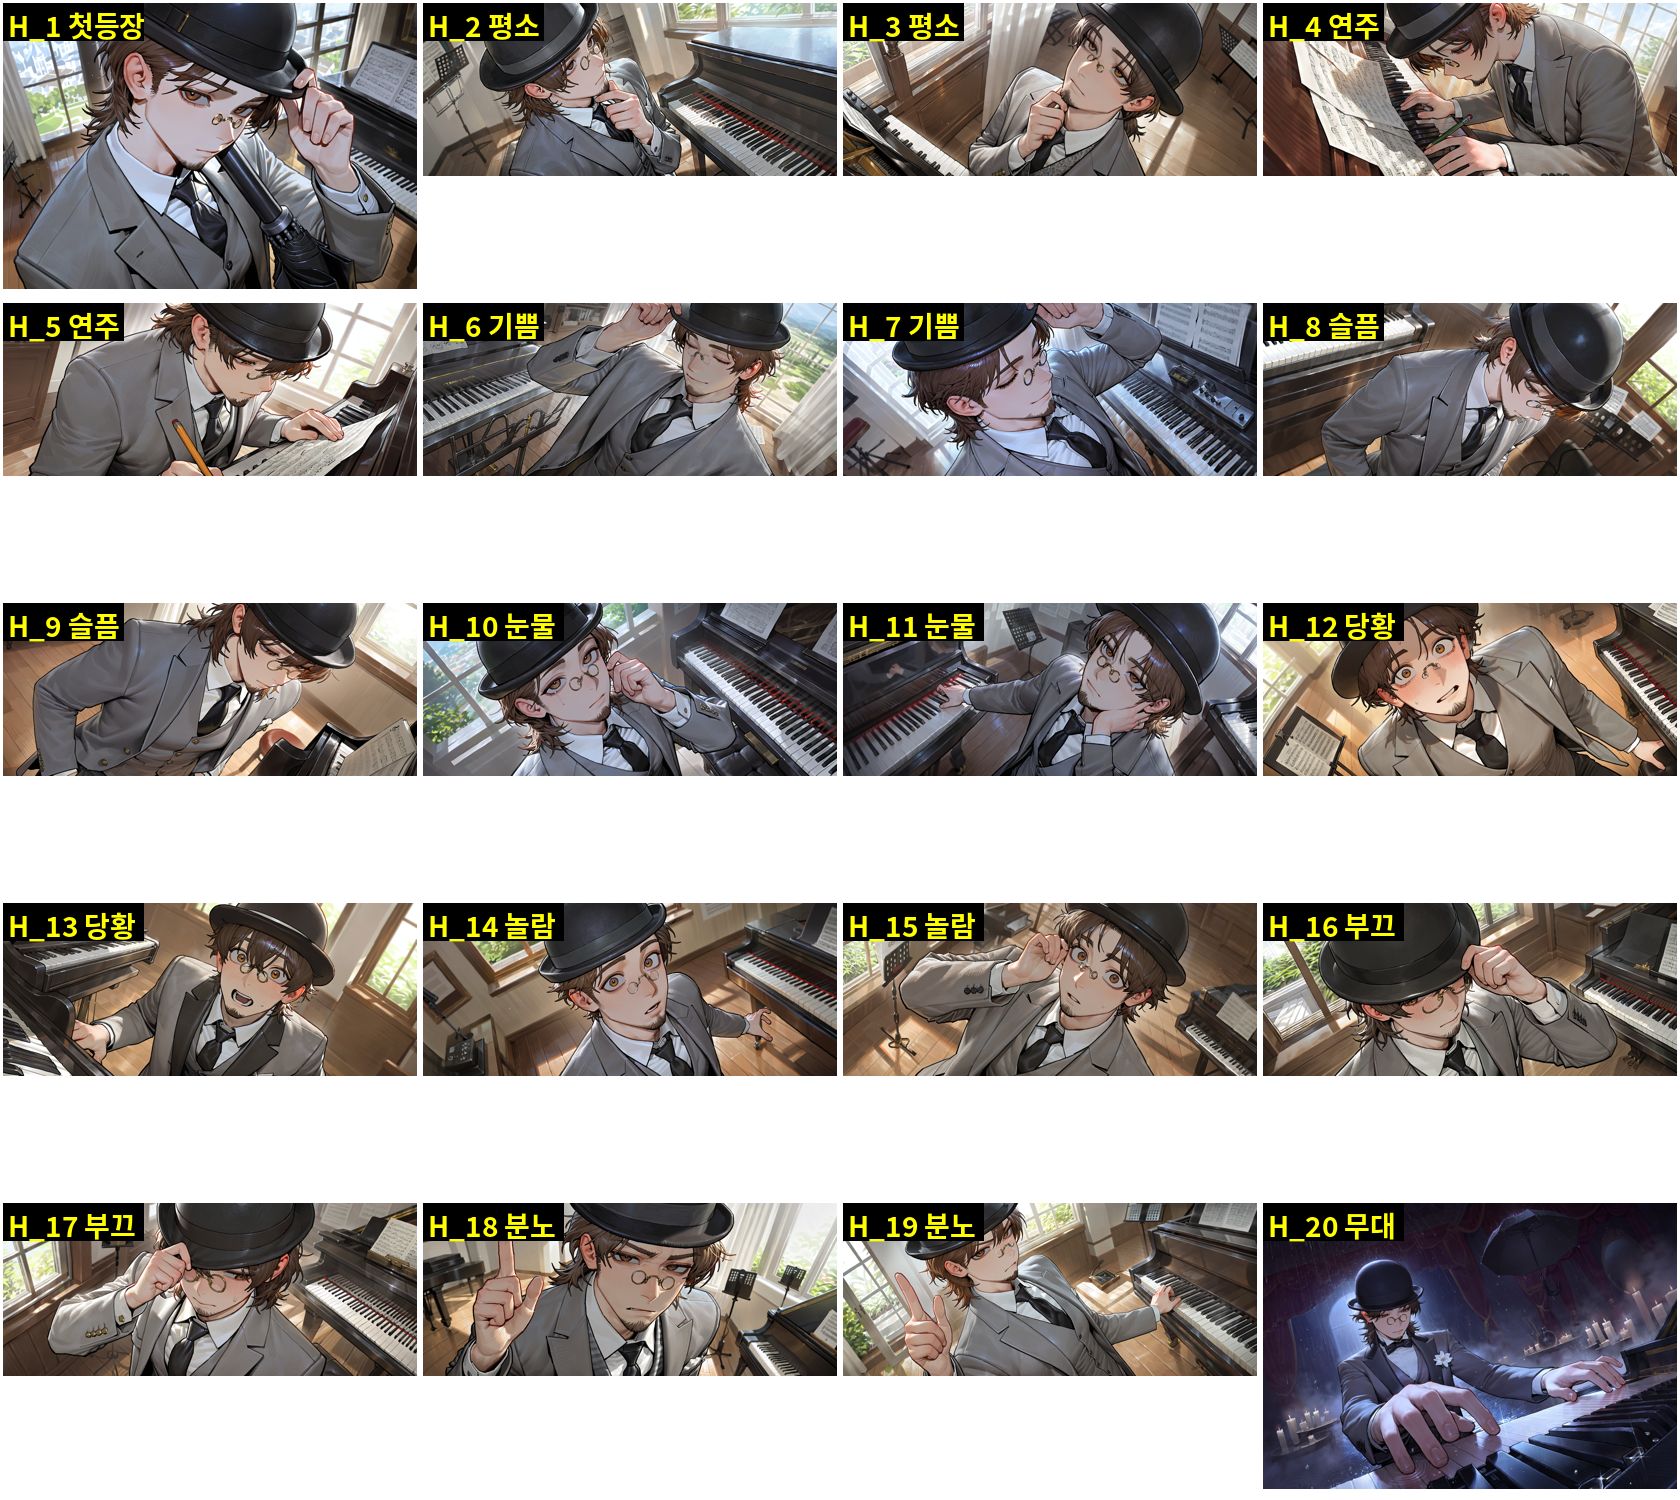 H_1 첫등장
H_2 평소
H_3 평소
H_4 연주
H_5 연주
H_6 기쁨
H_7 기쁨
H_8 슬픔
H_9 슬픔
H_10 눈물
H_11 눈물
H_12 당황
H_13 당황
H_14 놀람
H_15 놀람
H_16 부끄
H_17 부끄
H_18 분노
H_19 분노
H_20 무대